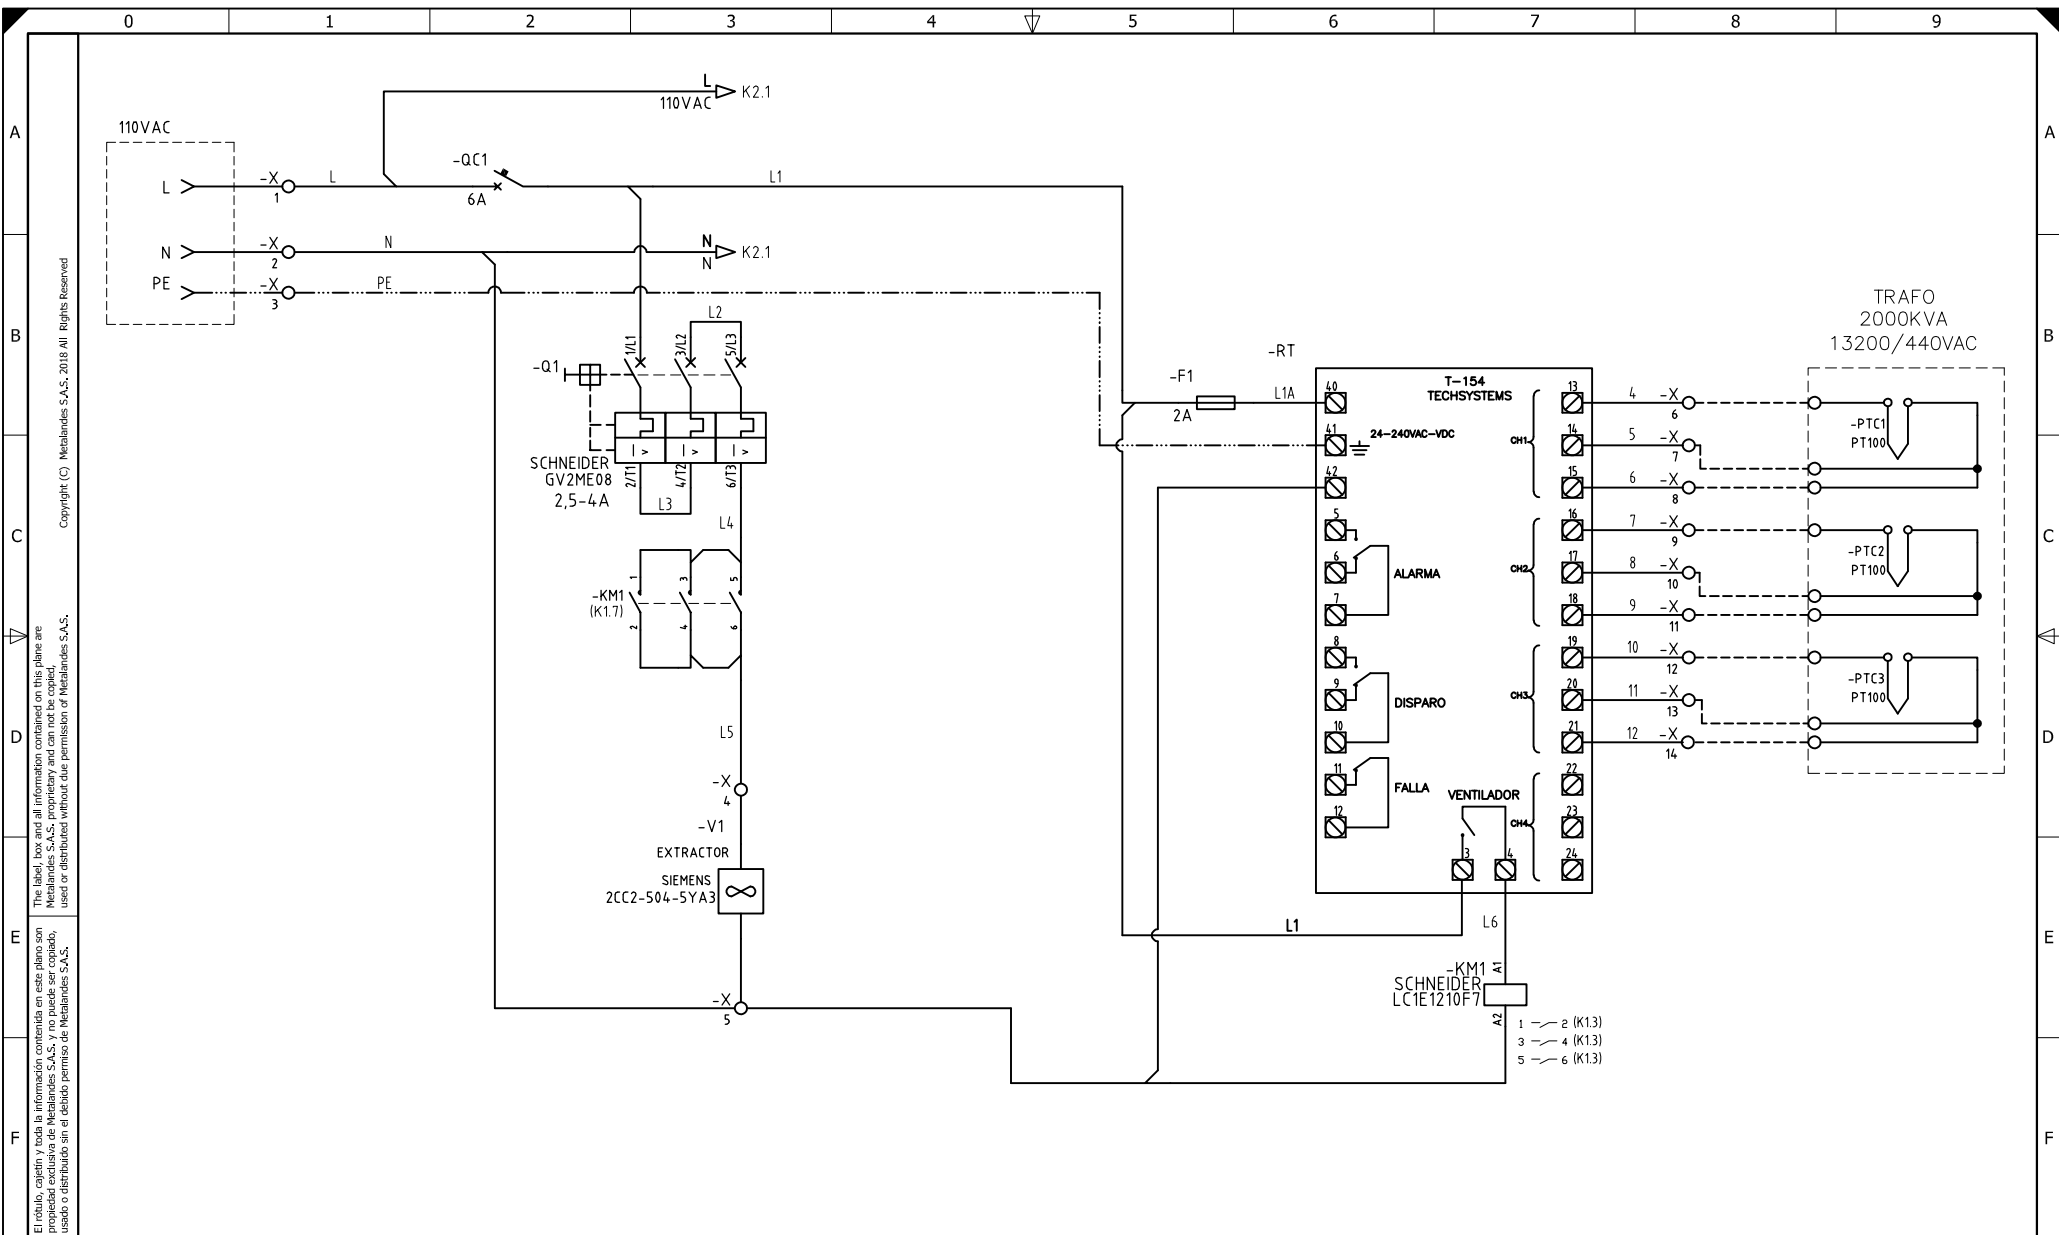 0 1 2 3 4 5 6 7 8 9
A
B
C
D
E
F
A
B
C
D
E
F
Copyright (C) Metalandes S.A.S. 2018 All Rights Reserved
The label, box and all information contained on this plane are
Metalandes S.A.S. proprietary and can not be copied,
used or distributed without due permission of Metalandes S.A.S.
El rótulo, cajetín y toda la información contenida en este plano son
propiedad exclusiva de Metalandes S.A.S. y no puede ser copiado,
usado o distribuido sin el debido permiso de Metalandes S.A.S.
110VAC
L
N
PE
-X
1
L
-X
2
N
-X
3
PE
L
110VAC
K2.1
-QC1
6A
L1
N
N
K2.1
L2
1/L1
3/L2
5/L3
-Q1
I >
I >
I >
SCHNEIDER
GV2ME08
2,5-4A
2/T1
4/T2
6/T3
L3
L4
1
3
5
-KM1
(K1.7)
2
4
6
L5
-X
4
-V1
EXTRACTOR
SIEMENS
2CC2-504-5YA3
-X
5
-F1
2A
L1A
-RT
T-154
TECHSYSTEMS
24-240VAC-VDC
40
41
42
5
6
7
ALARMA
8
9
10
DISPARO
11
12
FALLA
VENTILADOR
3
4
CH1
CH2
CH3
CH4
13
14
15
16
17
18
19
20
21
22
23
24
L1
L6
-KM1
A1
SCHNEIDER
LC1E1210F7
A2
1 2 (K1.3)
3 4 (K1.3)
5 6 (K1.3)
4 -X
6
5 -X
7
6 -X
8
7 -X
9
8 -X
10
9 -X
11
10 -X
12
11 -X
13
12 -X
14
TRAFO
2000KVA
13200/440VAC
-PTC1
PT100
-PTC2
PT100
-PTC3
PT100